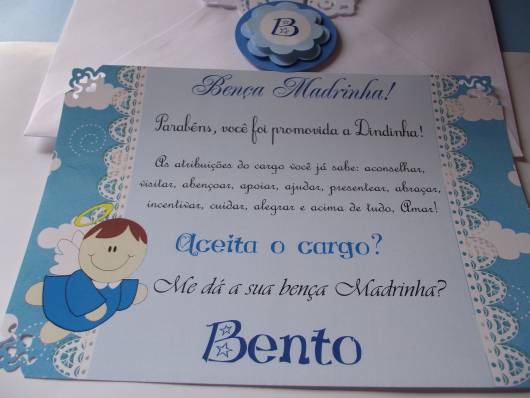 B
Bença Madrinha!
Parabéns, você foi promovida a Dindinha!
As atribuições do cargo você já sabe: aconselhar,
visitar, abençoar, apoiar, ajudar, presentear, abraçar,
incentivar, cuidar, alegrar e acima de tudo, Amar!
Aceita o cargo?
Me dá a sua bença Madrinha?
Bento